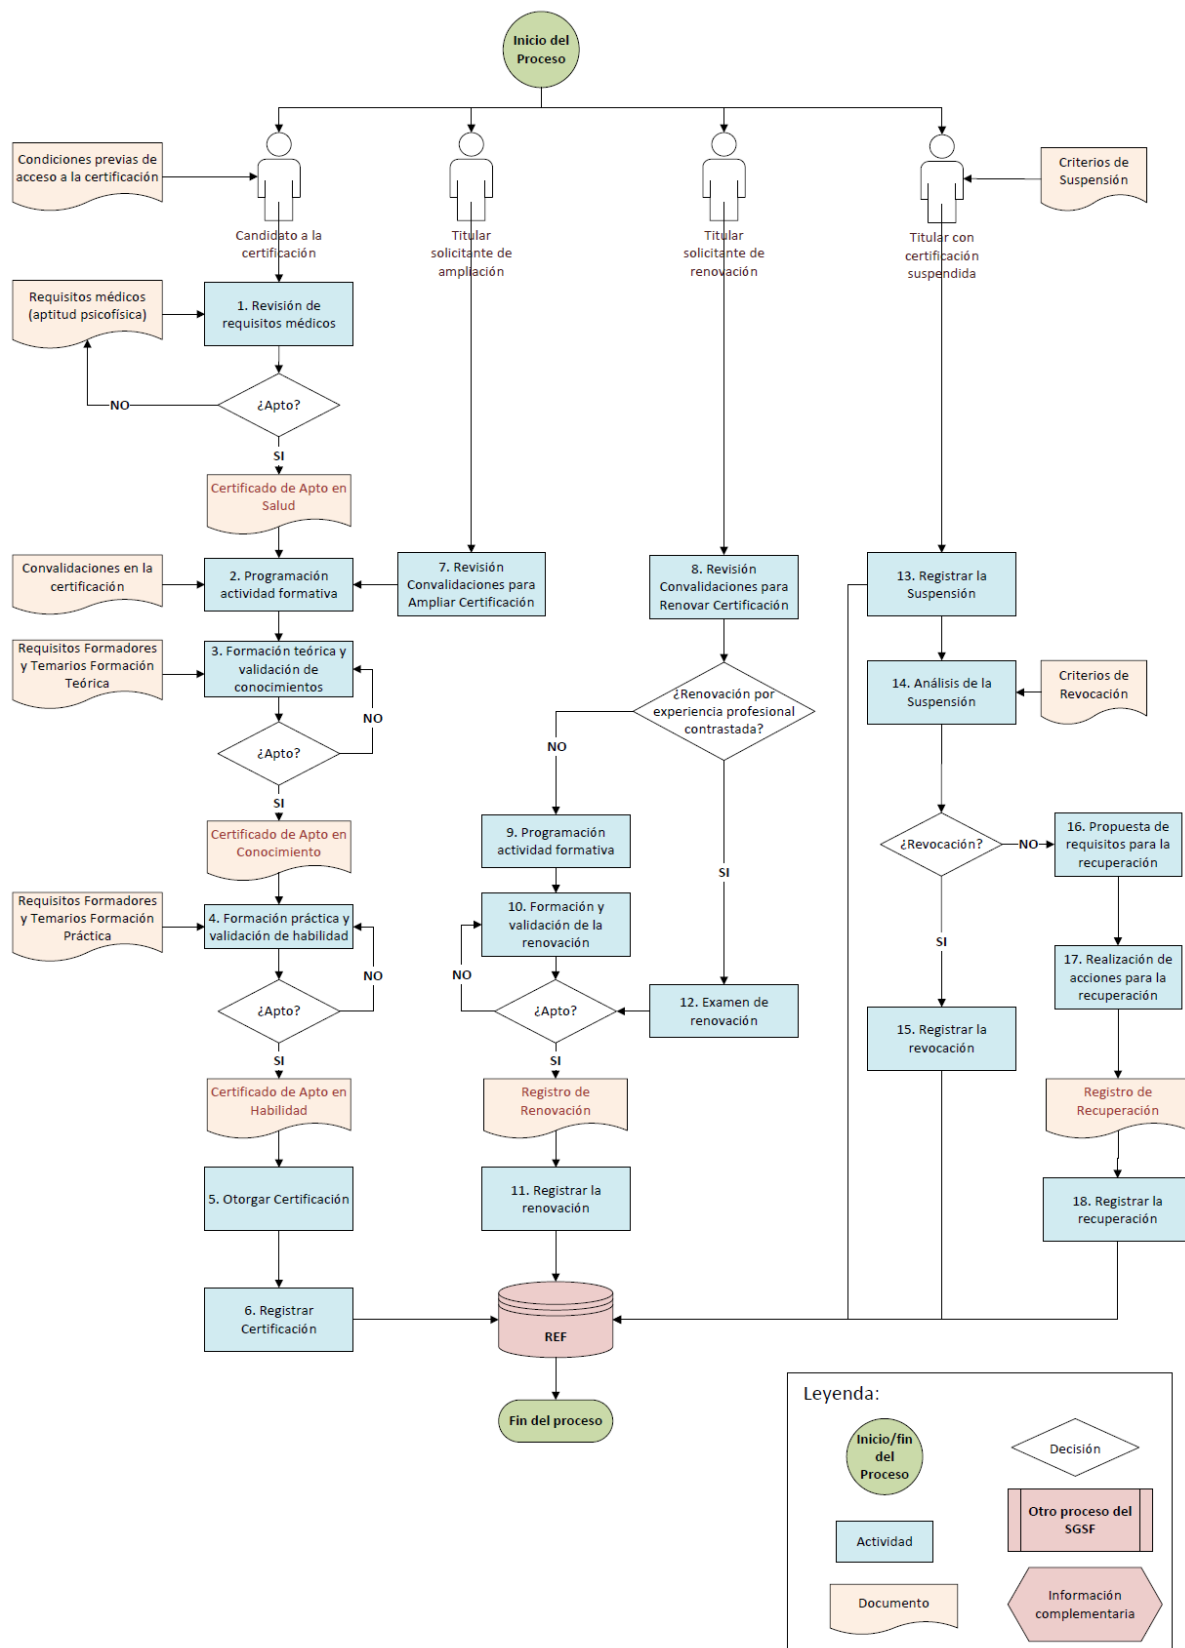 Inicio del
Proceso
Condiciones previas de
acceso a la certificación
Criterios de
Suspensión
Candidato a la
certificación
Titular
solicitante de
ampliación
Titular
solicitante de
renovación
Titular con
certificación
suspendida
Requisitos médicos
(aptitud psicofísica)
1. Revisión de
requisitos médicos
NO
¿Apto?
SI
Certificado de Apto en
Salud
Convalidaciones en la
certificación
2. Programación
actividad formativa
7. Revisión
Convalidaciones para
Ampliar Certificación
8. Revisión
Convalidaciones para
Renovar Certificación
13. Registrar la
Suspensión
Requisitos Formadores
y Temarios Formación
Teórica
3. Formación teórica y
validación de
conocimientos
NO
¿Apto?
SI
¿Renovación por
experiencia profesional
contrastada?
NO
SI
14. Análisis de la
Suspensión
Criterios de
Revocación
Certificado de Apto en
Conocimiento
9. Programación
actividad formativa
¿Revocación?
NO
SI
16. Propuesta de
requisitos para la
recuperación
Requisitos Formadores
y Temarios Formación
Práctica
4. Formación práctica y
validación de habilidad
NO
¿Apto?
SI
10. Formación y
validación de la
renovación
NO
¿Apto?
SI
12. Examen de
renovación
17. Realización de
acciones para la
recuperación
15. Registrar la
revocación
Certificado de Apto en
Habilidad
Registro de
Renovación
Registro de
Recuperación
5. Otorgar Certificación
11. Registrar la
renovación
18. Registrar la
recuperación
6. Registrar
Certificación
REF
Fin del proceso
Leyenda:
Inicio/fin
del
Proceso
Decisión
Otro proceso del
SGSF
Actividad
Documento
Información
complementaria